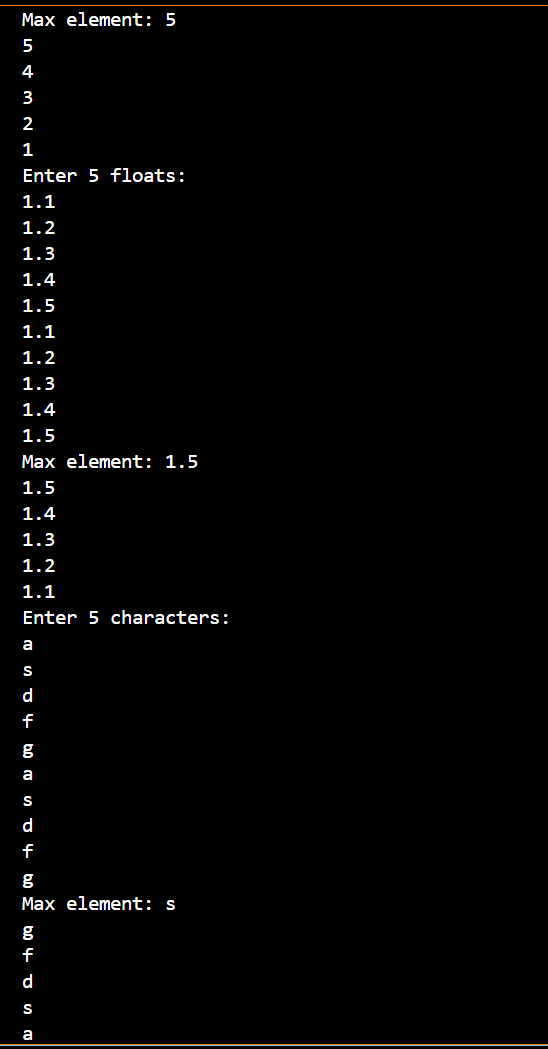 Max element: 5
5
4
3
2
1
Enter 5 floats:
1.1
1.2
1.3
1.4
1.5
1.1
1.2
1.3
1.4
1.5
Max element: 1.5
1.5
1.4
1.3
1.2
1.1
Enter 5 characters:
a
s
d
f
g
a
s
d
f
g
Max element: s
g
f
d
s
a